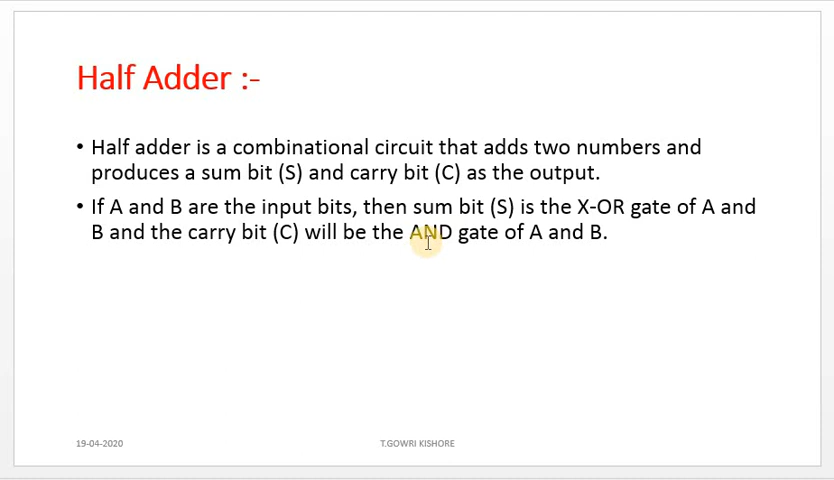 Half Adder :-
• Half adder is a combinational circuit that adds two numbers and
produces a sum bit (S) and carry bit (C) as the output.
• If A and B are the input bits, then sum bit (S) is the X-OR gate of A and
B and the carry bit (C) will be the AND gate of A and B.
19-04-2020
T.GOWRI KISHORE